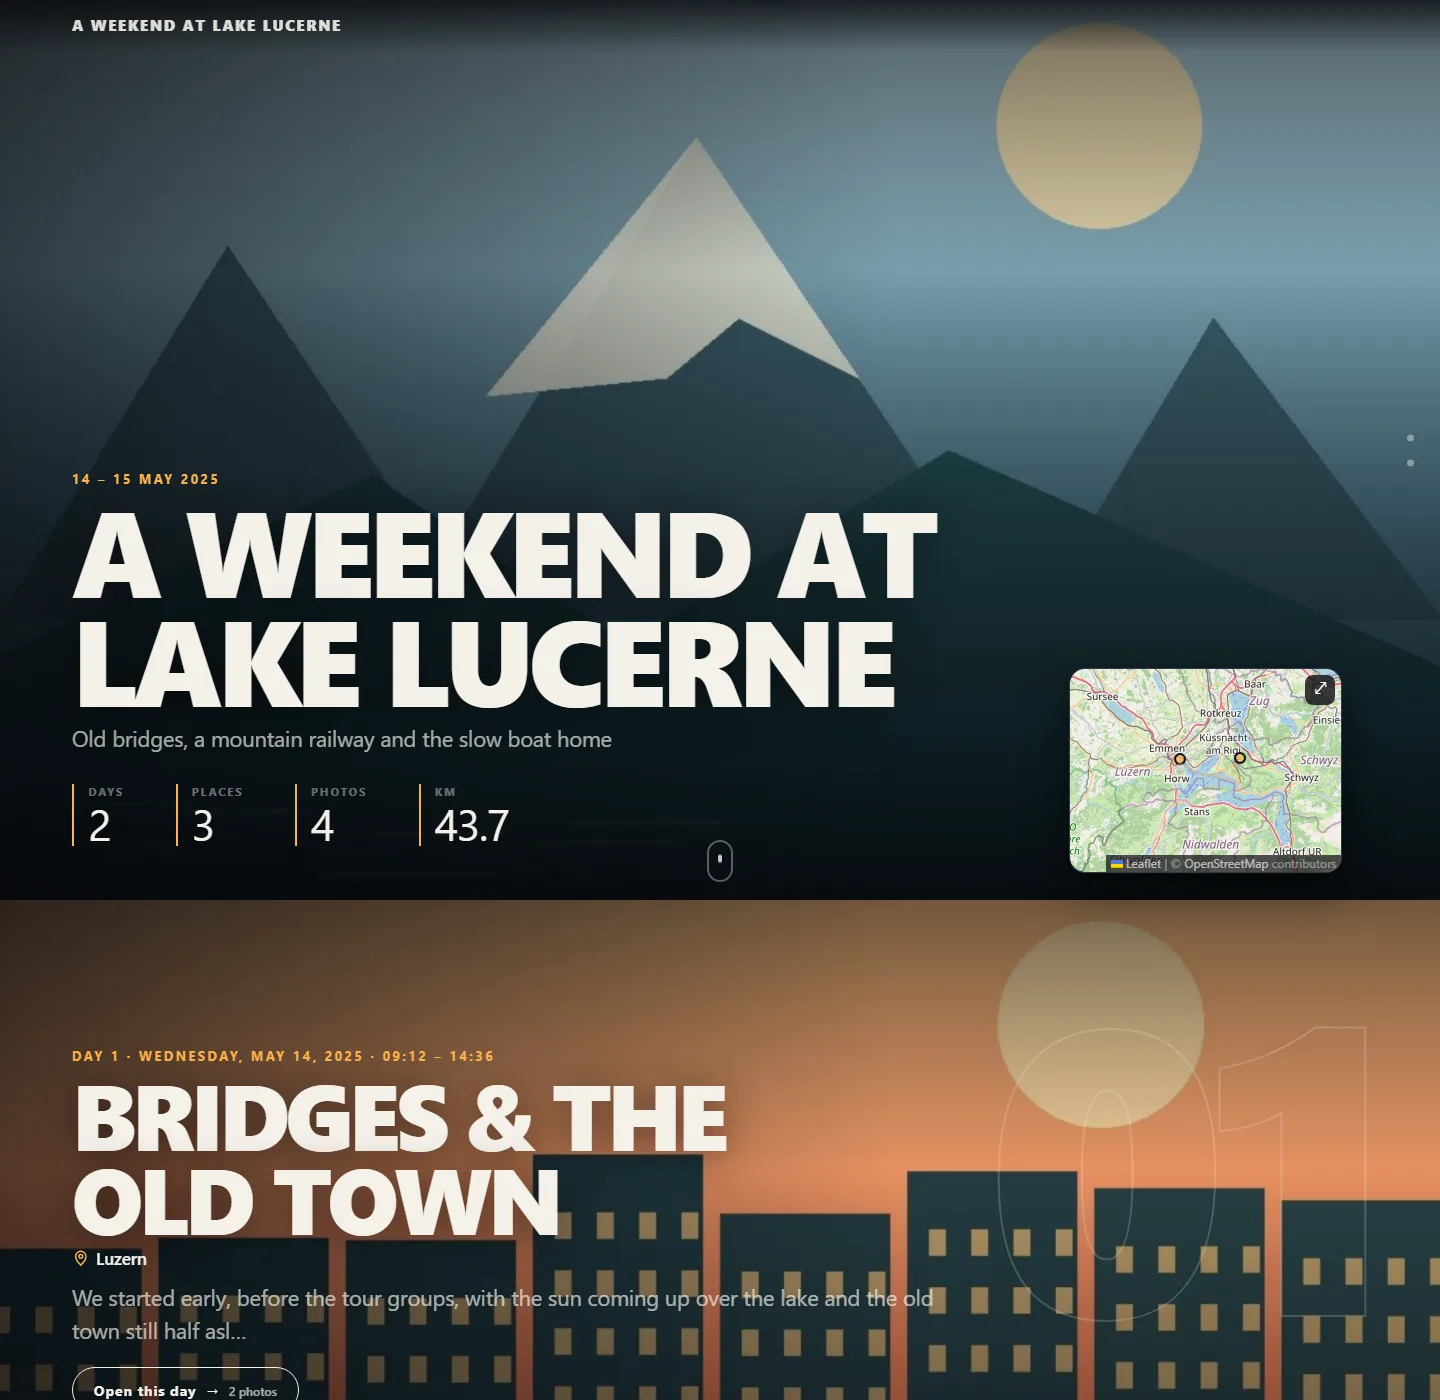 A WEEKEND AT LAKE LUCERNE
14 – 15 MAY 2025
A WEEKEND AT
LAKE LUCERNE
Old bridges, a mountain railway and the slow boat home
DAYS
2
PLACES
3
PHOTOS
4
KM
43.7
Sursee
Baar
Zug
Rotkreuz
Einsie
Küssnacht
Emmen
am Rigi
Schwyz
Luzern
Horw
Schwyz
Stans
Nidwalden
Altdorf UR
Leaflet | © OpenStreetMap contributors
DAY 1 · WEDNESDAY, MAY 14, 2025 · 09:12 – 14:36
BRIDGES & THE
OLD TOWN
01
Luzern
We started early, before the tour groups, with the sun coming up over the lake and the old
town still half asl...
Open this day → 2 photos